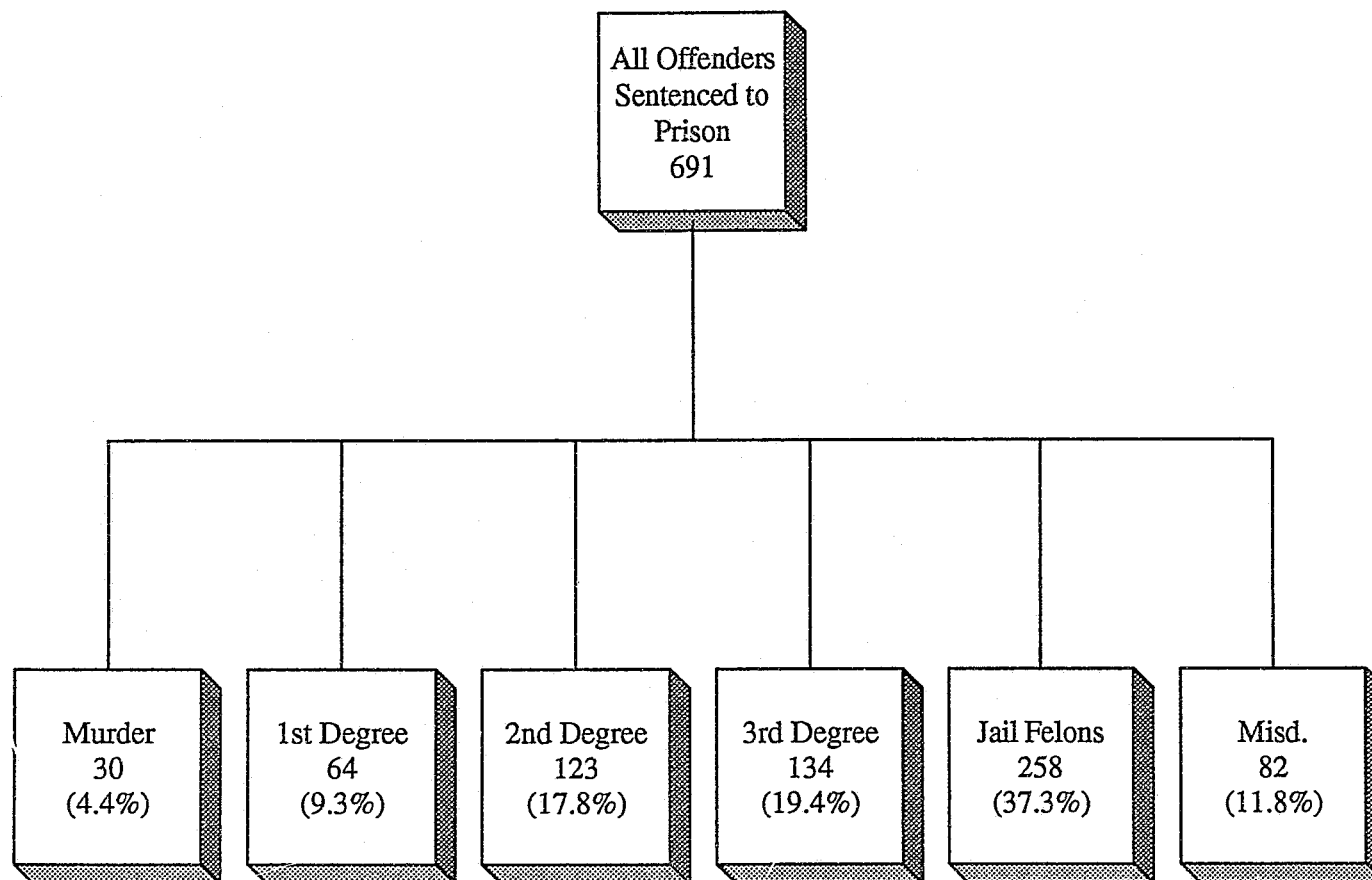 All Offenders
Sentenced to
Prison
691
Murder
30
(4.4%)
1st Degree
64
(9.3%)
2nd Degree
123
(17.8%)
3rd Degree
134
(19.4%)
Jail Felons
258
(37.3%)
Misd.
82
(11.8%)